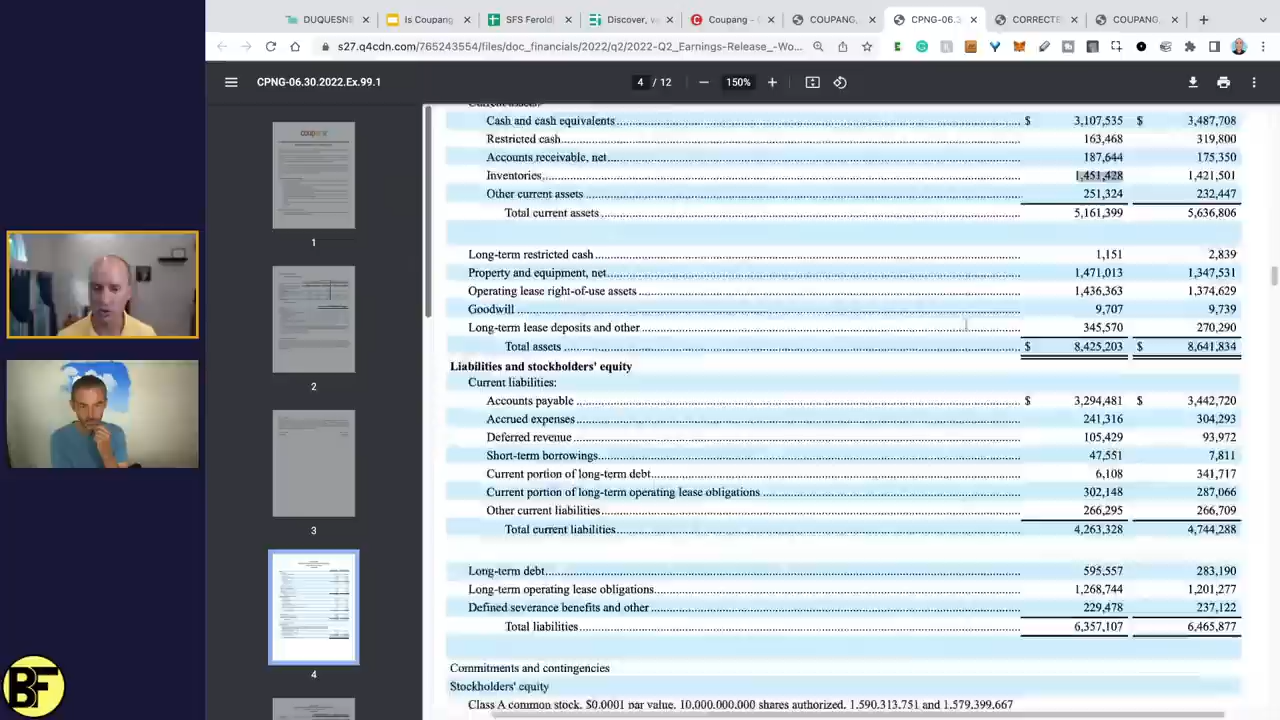 DUQUESNE
Is Coupang
SFS Feroldi
Discover, v
Coupang -
COUPANG,
CPNG-06.3
CORRECTE
COUPANG,
s27.q4cdn.com/765243554/files/doc_financials/2022/q2/2022-Q2_Earnings-Release_-Wo...
CPNG-06.30.2022.Ex.99.1
4 / 12
150%
1
2
3
4
Current assets:
Cash and cash equivalents $ 3,107,535 $ 3,487,708
Restricted cash 163,468 319,800
Accounts receivable, net 187,644 175,350
Inventories 1,451,428 1,421,501
Other current assets 251,324 232,447
Total current assets 5,161,399 5,636,806
Long-term restricted cash 1,151 2,839
Property and equipment, net 1,471,013 1,347,531
Operating lease right-of-use assets 1,436,363 1,374,629
Goodwill 9,707 9,739
Long-term lease deposits and other 345,570 270,290
Total assets $ 8,425,203 $ 8,641,834
Liabilities and stockholders' equity
Current liabilities:
Accounts payable $ 3,294,481 $ 3,442,720
Accrued expenses 241,316 304,293
Deferred revenue 105,429 93,972
Short-term borrowings 47,551 7,811
Current portion of long-term debt 6,108 341,717
Current portion of long-term operating lease obligations 302,148 287,066
Other current liabilities 266,295 266,709
Total current liabilities 4,263,328 4,744,288
Long-term debt 595,557 283,190
Long-term operating lease obligations 1,268,744 1,201,277
Defined severance benefits and other 229,478 237,122
Total liabilities 6,357,107 6,465,877
Commitments and contingencies
Stockholders' equity
Class A common stock, $0.0001 par value, 10,000,000,000 shares authorized, 1,590,313,751 and 1,579,399,667
BF